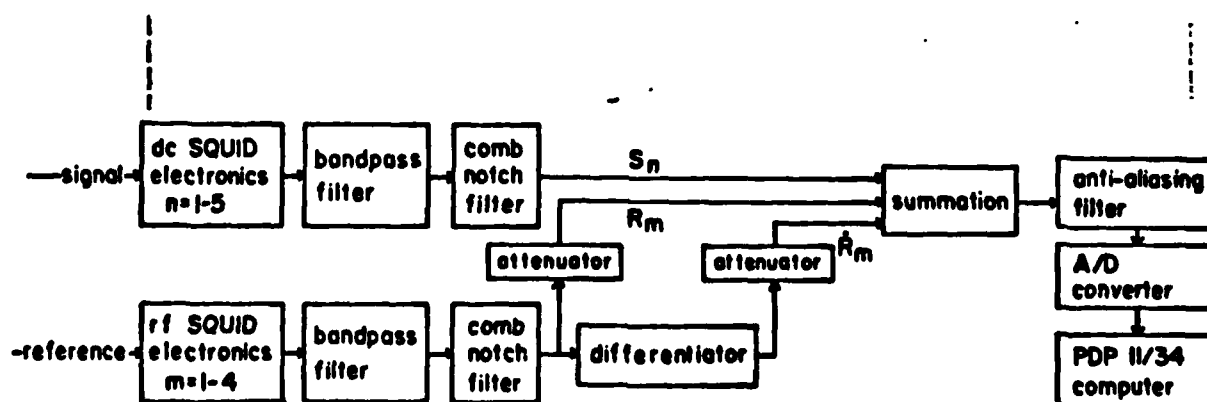 signal
dc SQUID
electronics
n=1-5
bandpass
filter
comb
notch
filter
Sn
Rm
Ṙm
summation
anti-aliasing
filter
attenuator
attenuator
A/D
converter
reference
rf SQUID
electronics
m=1-4
bandpass
filter
comb
notch
filter
differentiator
PDP 11/34
computer